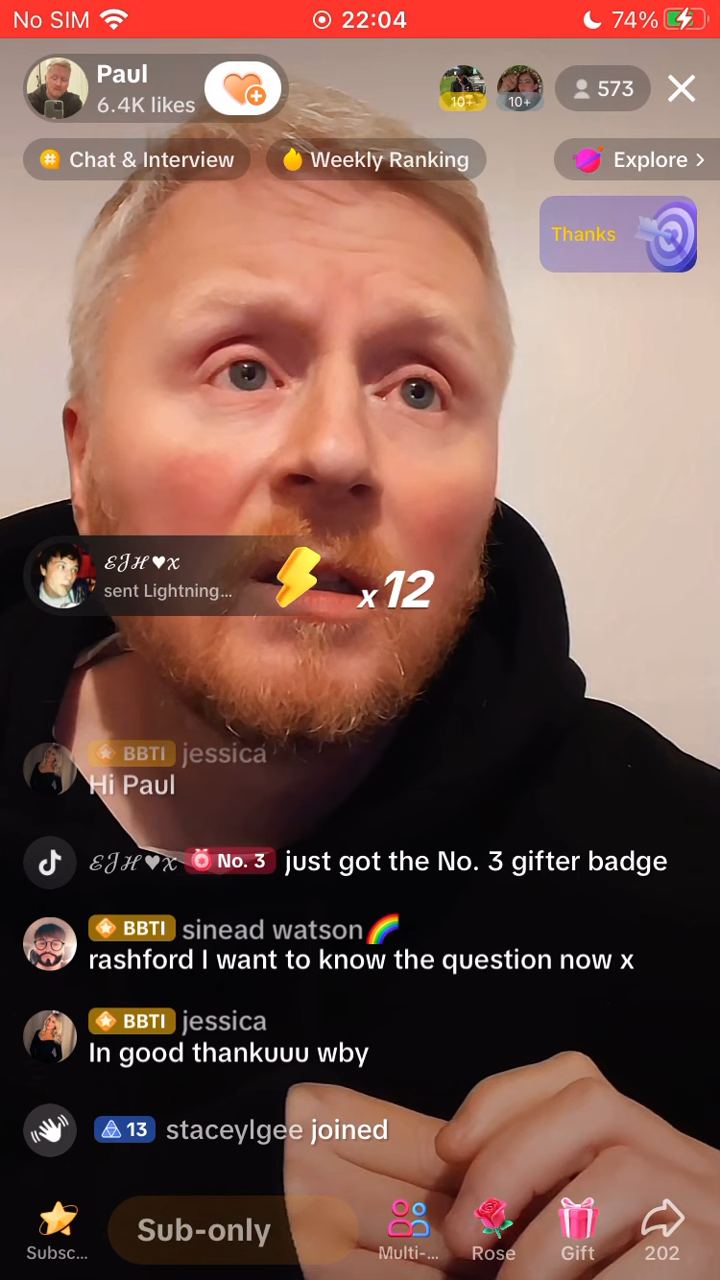 No SIM 22:04 74%
Paul
6.4K likes
10+ 10+ 573
Chat & Interview Weekly Ranking Explore >
Thanks
ℰJℋ♥x
sent Lightning... x12
BBTI jessica
Hi Paul
ℰJℋ♥x No. 3 just got the No. 3 gifter badge
BBTI sinead watson🌈
rashford I want to know the question now x
BBTI jessica
In good thankuuu wby
13 staceylgee joined
Sub-only
Subsc... Multi-... Rose Gift 202